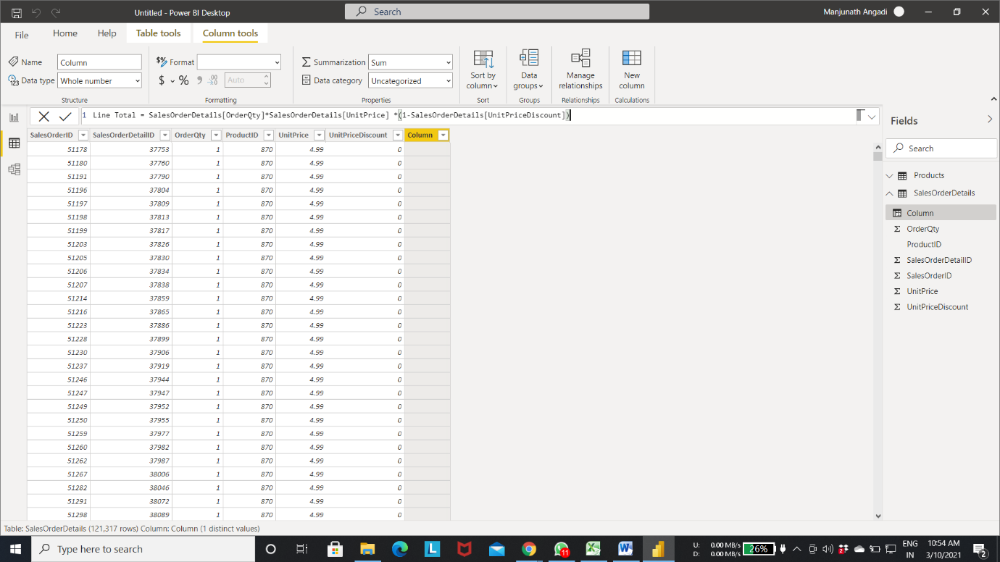 Untitled - Power BI Desktop
Search
Manjunath Angadi
File Home Help Table tools Column tools
Name Column
Data type Whole number
Structure
Format
$ % Auto
Formatting
Summarization Sum
Data category Uncategorized
Properties
Sort by column
Sort
Data groups
Groups
Manage relationships
Relationships
New column
Calculations
1 Line Total = SalesOrderDetails[OrderQty]*SalesOrderDetails[UnitPrice] *(1-SalesOrderDetails[UnitPriceDiscount])
SalesOrderID SalesOrderDetailID OrderQty ProductID UnitPrice UnitPriceDiscount Column
51178 37753 1 870 4.99 0
51180 37760 1 870 4.99 0
51191 37790 1 870 4.99 0
51196 37804 1 870 4.99 0
51197 37809 1 870 4.99 0
51198 37813 1 870 4.99 0
51199 37817 1 870 4.99 0
51203 37826 1 870 4.99 0
51205 37830 1 870 4.99 0
51206 37834 1 870 4.99 0
51207 37838 1 870 4.99 0
51214 37859 1 870 4.99 0
51216 37865 1 870 4.99 0
51223 37886 1 870 4.99 0
51228 37899 1 870 4.99 0
51230 37906 1 870 4.99 0
51237 37919 1 870 4.99 0
51246 37944 1 870 4.99 0
51247 37947 1 870 4.99 0
51249 37952 1 870 4.99 0
51250 37955 1 870 4.99 0
51259 37977 1 870 4.99 0
51260 37982 1 870 4.99 0
51262 37987 1 870 4.99 0
51267 38006 1 870 4.99 0
51282 38046 1 870 4.99 0
51291 38072 1 870 4.99 0
51298 38089 1 870 4.99 0
Fields
Search
Products
SalesOrderDetails
Column
OrderQty
ProductID
SalesOrderDetailID
SalesOrderID
UnitPrice
UnitPriceDiscount
Table: SalesOrderDetails (121,317 rows) Column: Column (1 distinct values)
Type here to search
L
11
U: 0.00 MB/s
D: 0.00 MB/s
26%
2
ENG
IN
10:54 AM
3/10/2021
2